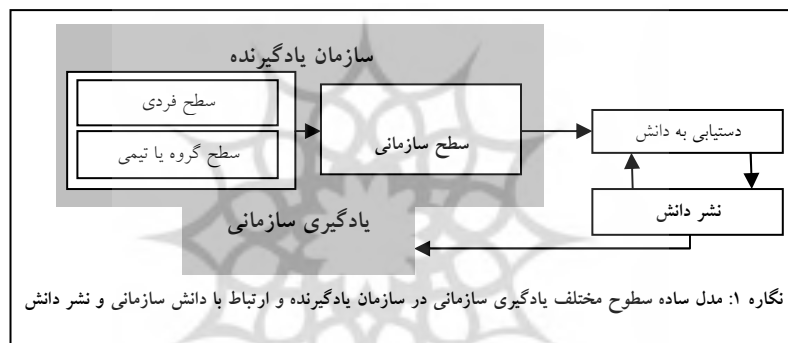 سازمان یادگیرنده
سطح فردی
سطح گروه یا تیمی
سطح سازمانی
دستیابی به دانش
نشر دانش
یادگیری سازمانی
نگاره ۱: مدل ساده سطوح مختلف یادگیری سازمانی در سازمان یادگیرنده و ارتباط با دانش سازمانی و نشر دانش